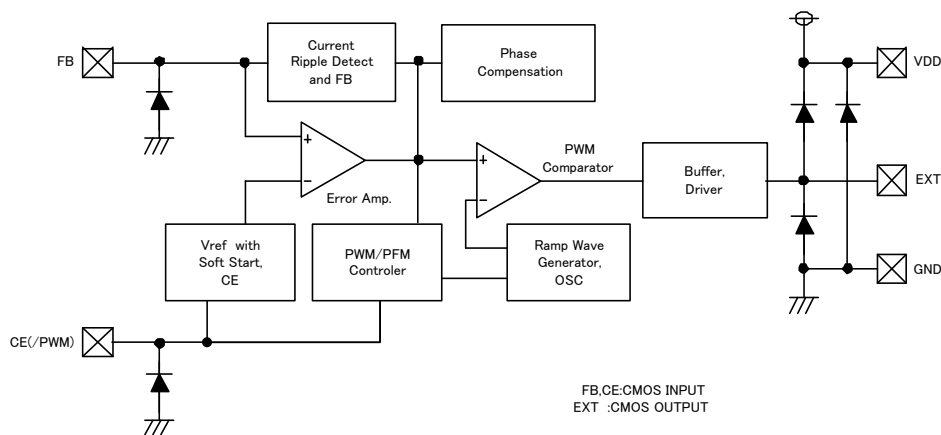 FB
Current
Ripple Detect
and FB
Phase
Compensation
VDD
+
-
Error Amp.
+
-
PWM
Comparator
Buffer,
Driver
EXT
Vref with
Soft Start,
CE
PWM/PFM
Controler
Ramp Wave
Generator,
OSC
GND
CE(/PWM)
FB,CE:CMOS INPUT
EXT :CMOS OUTPUT